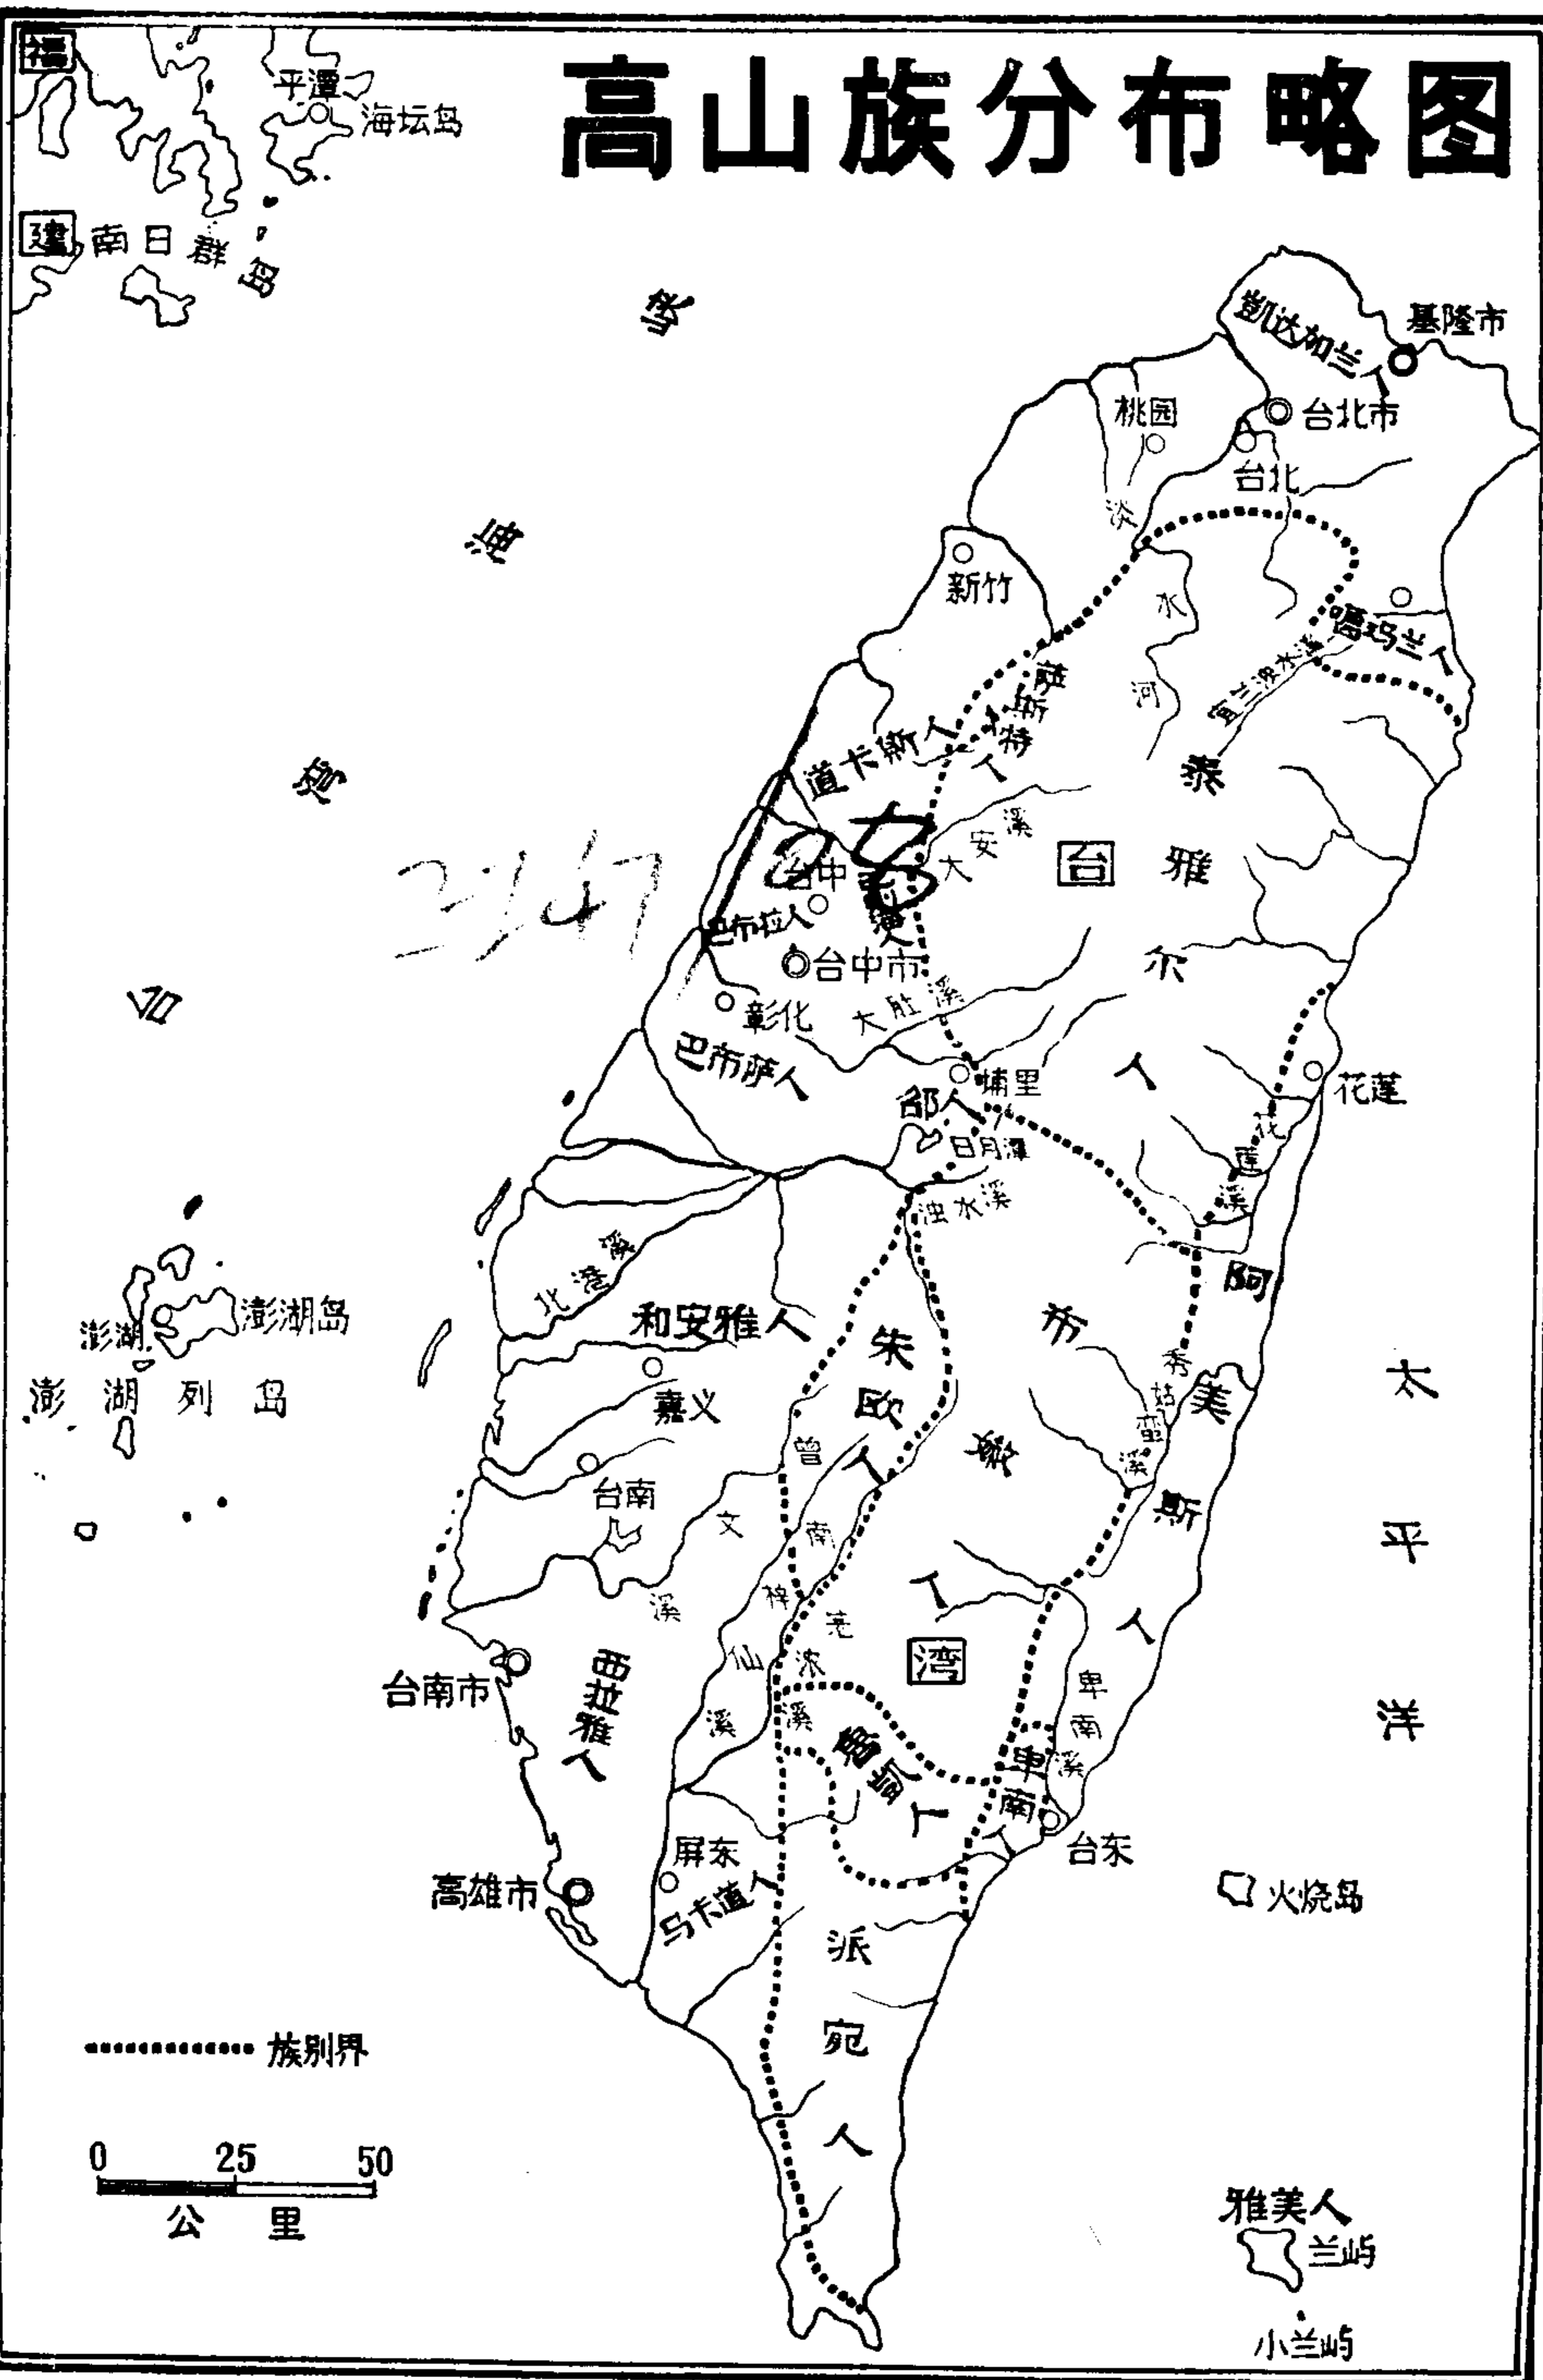 高山族分布略图
福
建
平潭
海坛岛
南日群岛
台湾海峡
凯达加兰人
基隆市
台北市
台北
桃园
淡水河
新竹
噶玛兰人
宜兰浊水溪
萨斯特人
道卡斯人
泰雅尔人
大安溪
台湾
台中
巴布拉人
台中市
彰化
大肚溪
巴布萨人
埔里
邵人
日月潭
浊水溪
花莲
花莲溪
阿美斯人
北港溪
和安雅人
朱欧人
布嫩人
秀姑峦溪
澎湖
澎湖岛
澎湖列岛
嘉义
台南
曾文溪
楠梓仙溪
荖浓溪
台南市
西拉雅人
鲁凯人
卑南人
卑南溪
台东
太平洋
火烧岛
高雄市
屏东
马卡道人
派宛人
族别界
0 25 50
公里
雅美人
兰屿
小兰屿